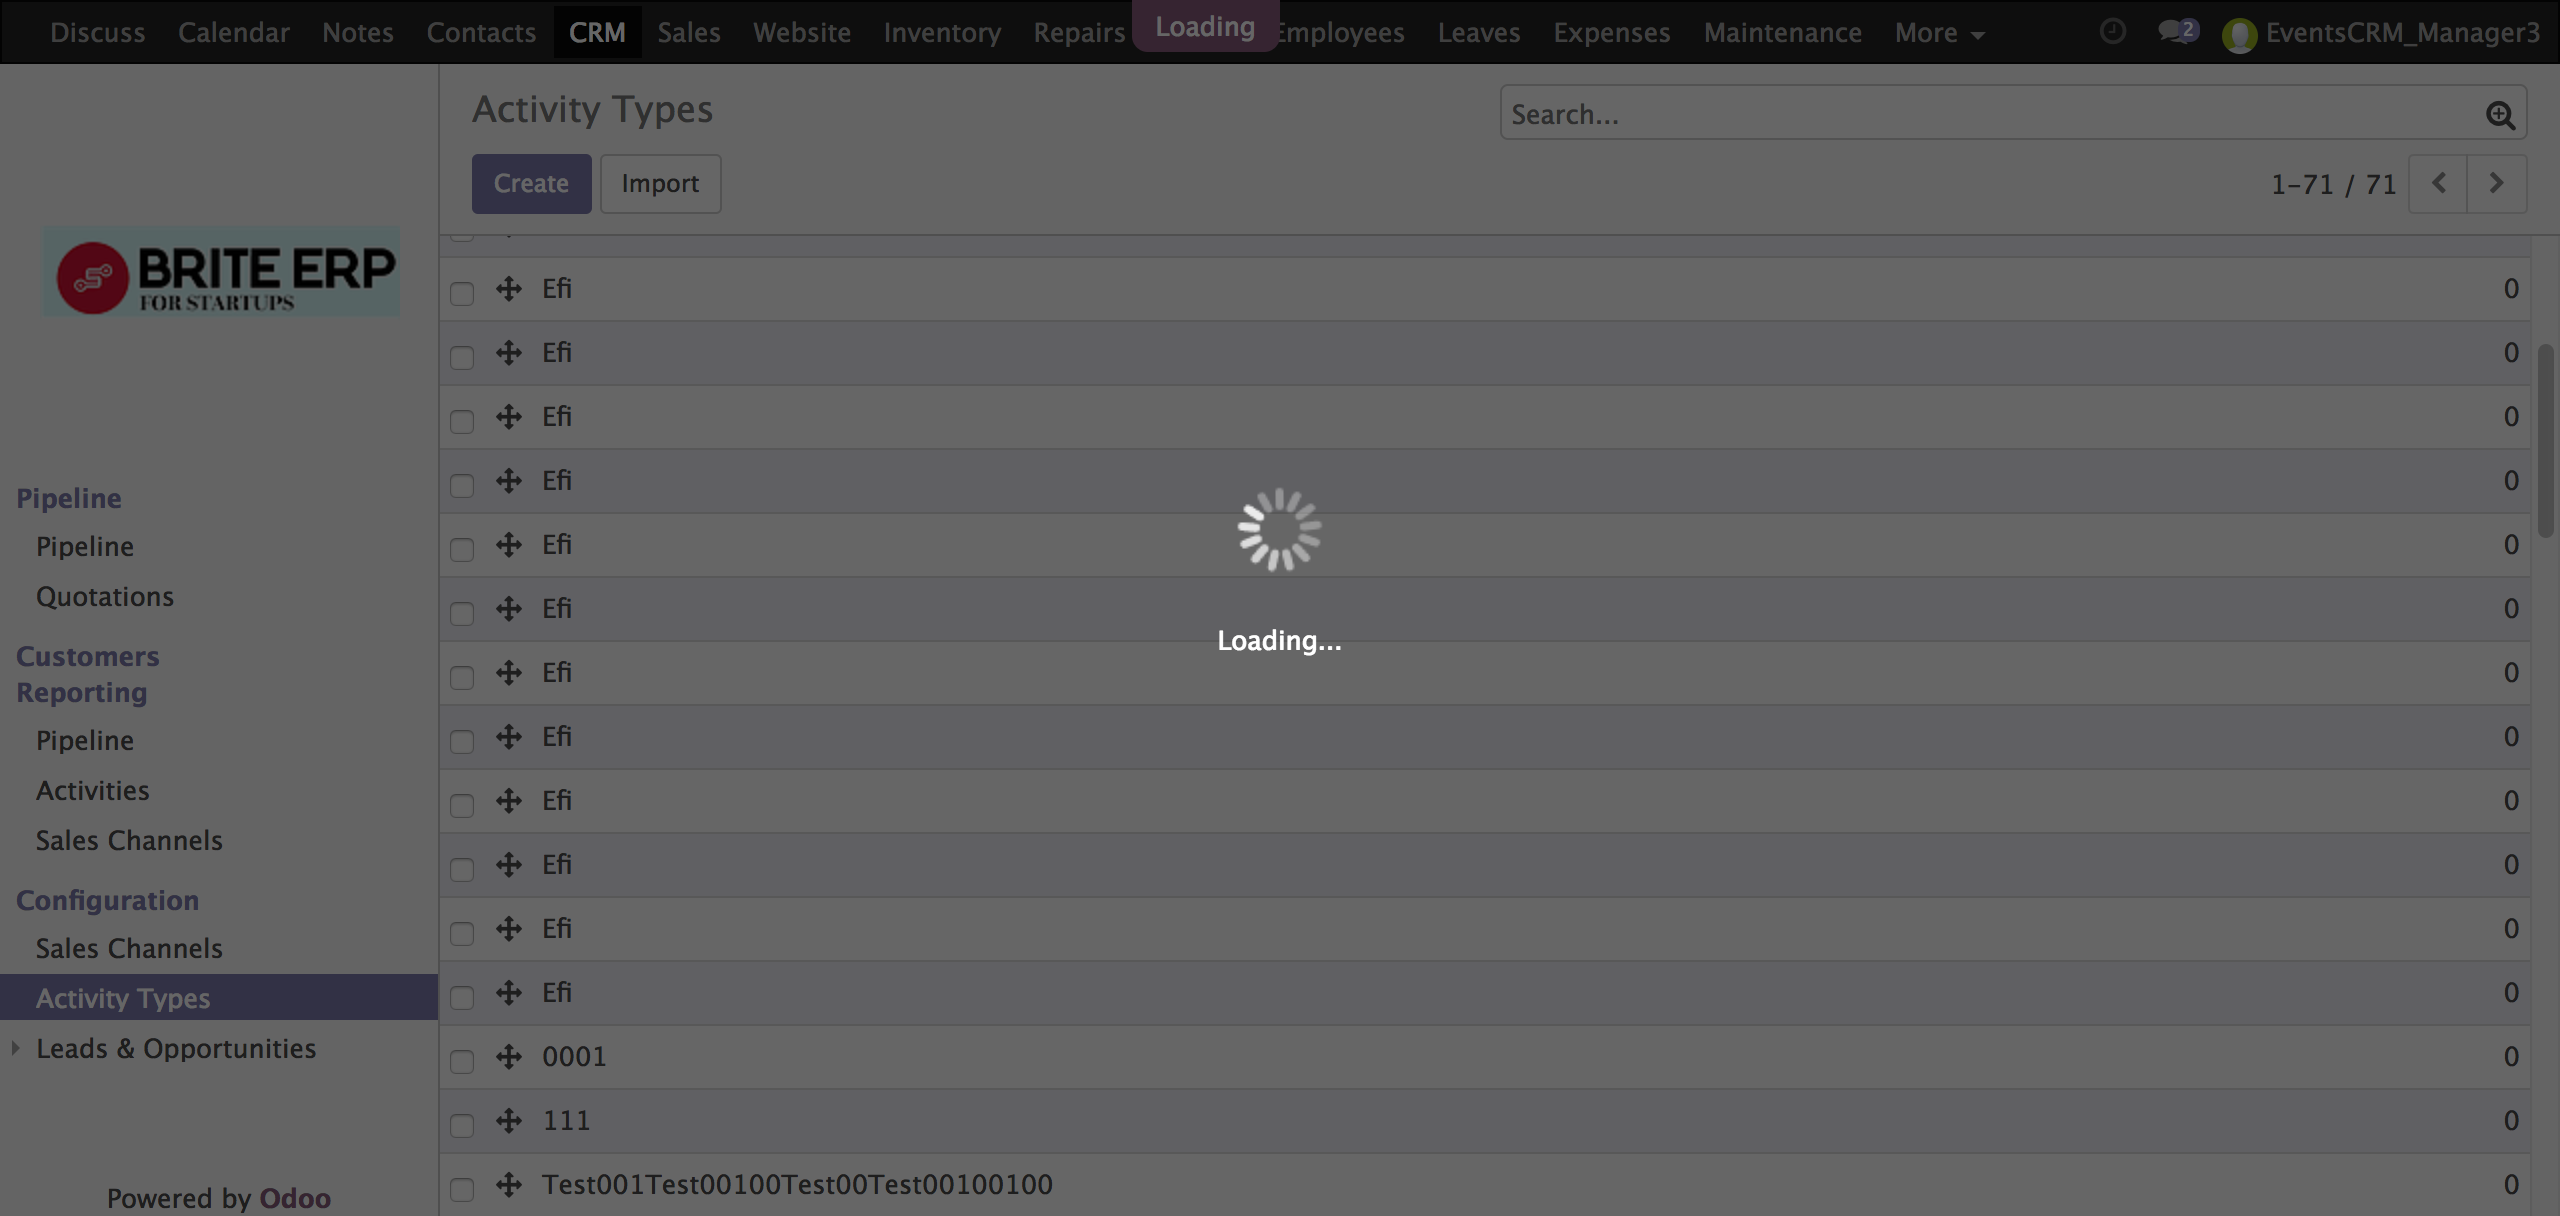 Discuss Calendar Notes Contacts CRM Sales Website Inventory Repairs Loading Employees Leaves Expenses Maintenance More 2 EventsCRM_Manager3
Activity Types
Search...
Create Import
1-71 / 71
BRITE ERP
FOR STARTUPS
Pipeline
Pipeline
Quotations
Customers
Reporting
Pipeline
Activities
Sales Channels
Configuration
Sales Channels
Activity Types
Leads & Opportunities
Powered by Odoo
Efi 0
Efi 0
Efi 0
Efi 0
Efi 0
Efi 0
Efi 0
Efi 0
Efi 0
Efi 0
Efi 0
Efi 0
0001 0
111 0
Test001Test00100Test00Test00100100 0
Loading...